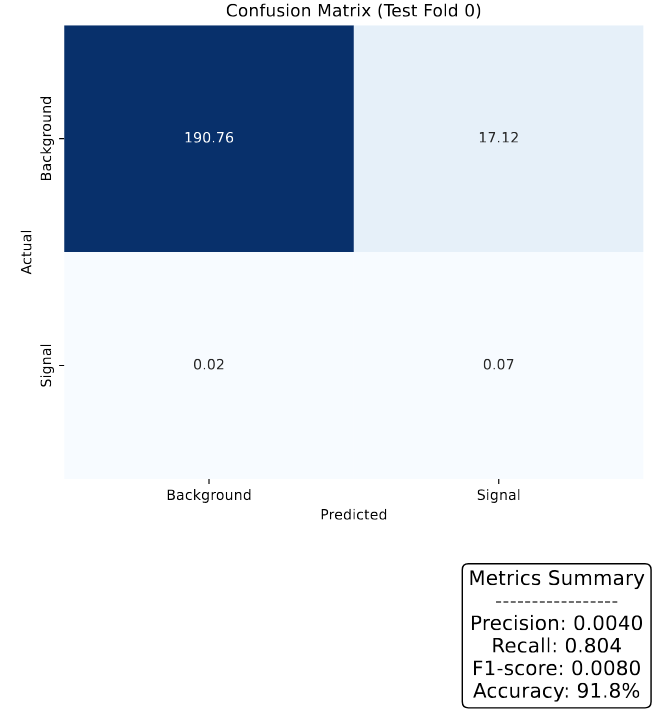 Confusion Matrix (Test Fold 0)
Actual
Background
190.76
17.12
Signal
0.02
0.07
Background
Signal
Predicted
Metrics Summary
-----------------
Precision: 0.0040
Recall: 0.804
F1-score: 0.0080
Accuracy: 91.8%